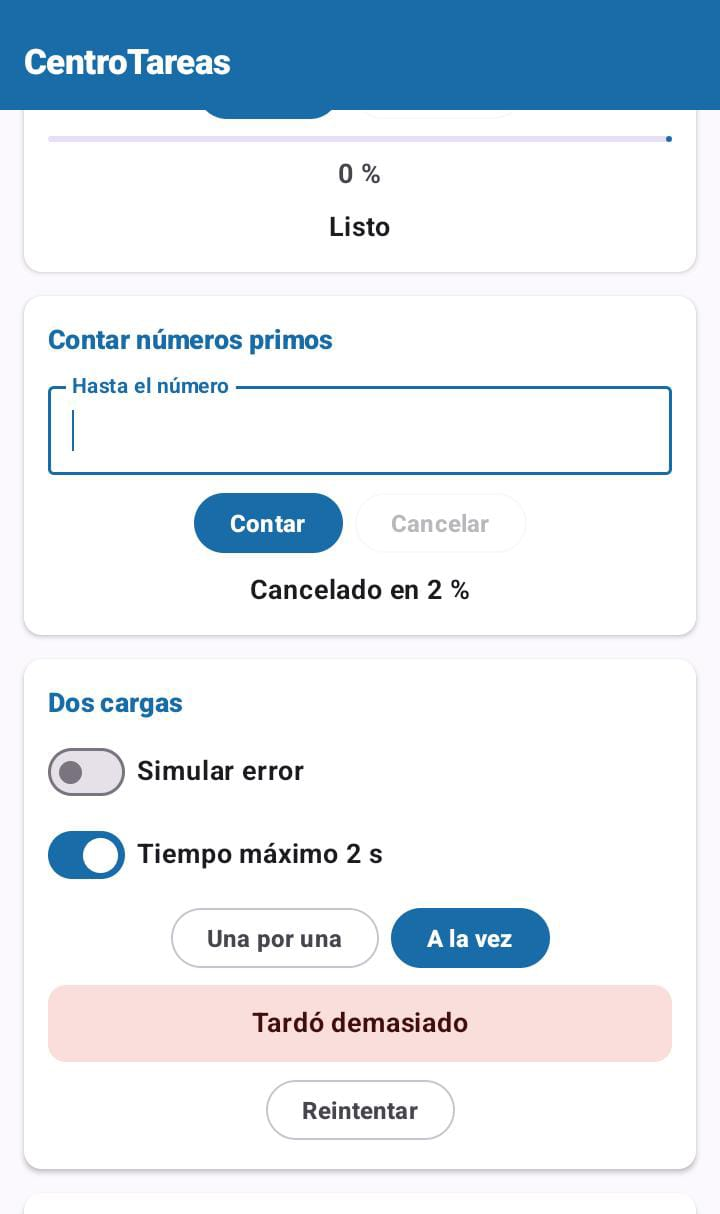 CentroTareas
0 %
Listo
Contar números primos
Hasta el número
Contar
Cancelar
Cancelado en 2 %
Dos cargas
Simular error
Tiempo máximo 2 s
Una por una
A la vez
Tardó demasiado
Reintentar